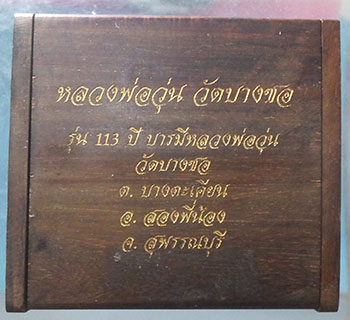 หลวงพ่อวุ่น วัดบางซอ
รุ่น 113 ปี บารมีหลวงพ่อวุ่น
วัดบางซอ
ต. บางตะเคียน
อ. สองพี่น้อง
จ. สุพรรณบุรี